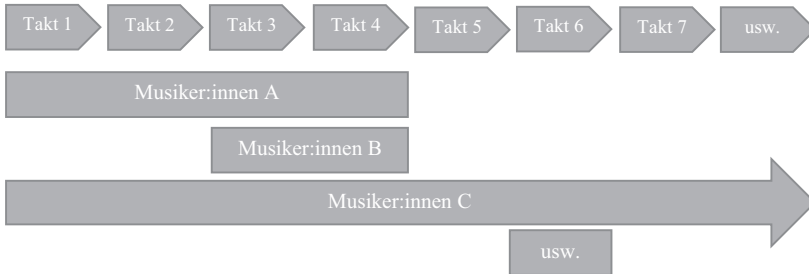 Takt 1 Takt 2 Takt 3 Takt 4 Takt 5 Takt 6 Takt 7 usw.
Musiker:innen A
Musiker:innen B
Musiker:innen C
usw.